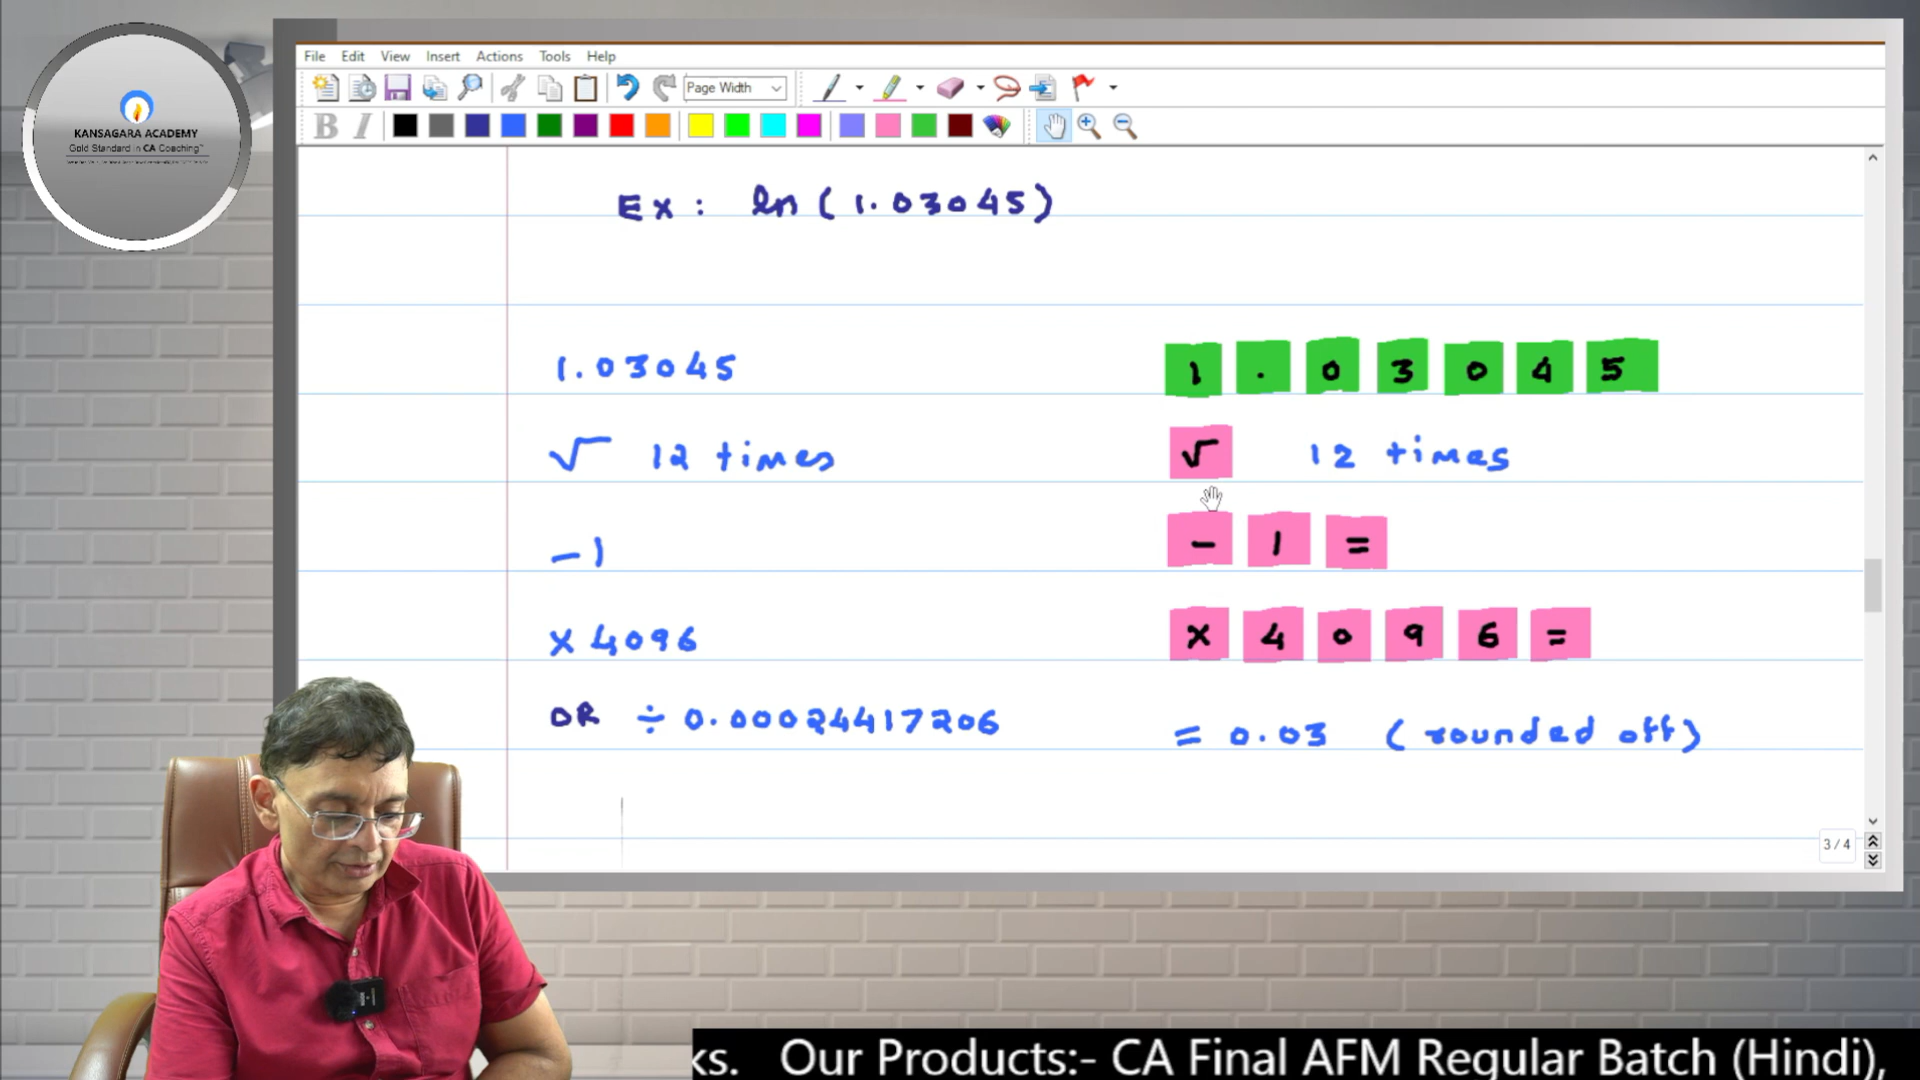 KANSAGARA ACADEMY
Gold Standard in CA Coaching™
File Edit View Insert Actions Tools Help
Page Width
B I
EX: ln(1.03045)
1.03045
1 . 0 3 0 4 5
√ 12 times
√ 12 times
-1
- 1 =
x 4096
x 4 0 9 6 =
OR ÷ 0.00024417206
= 0.03 (rounded off)
3 / 4
ks. Our Products:- CA Final AFM Regular Batch (Hindi),